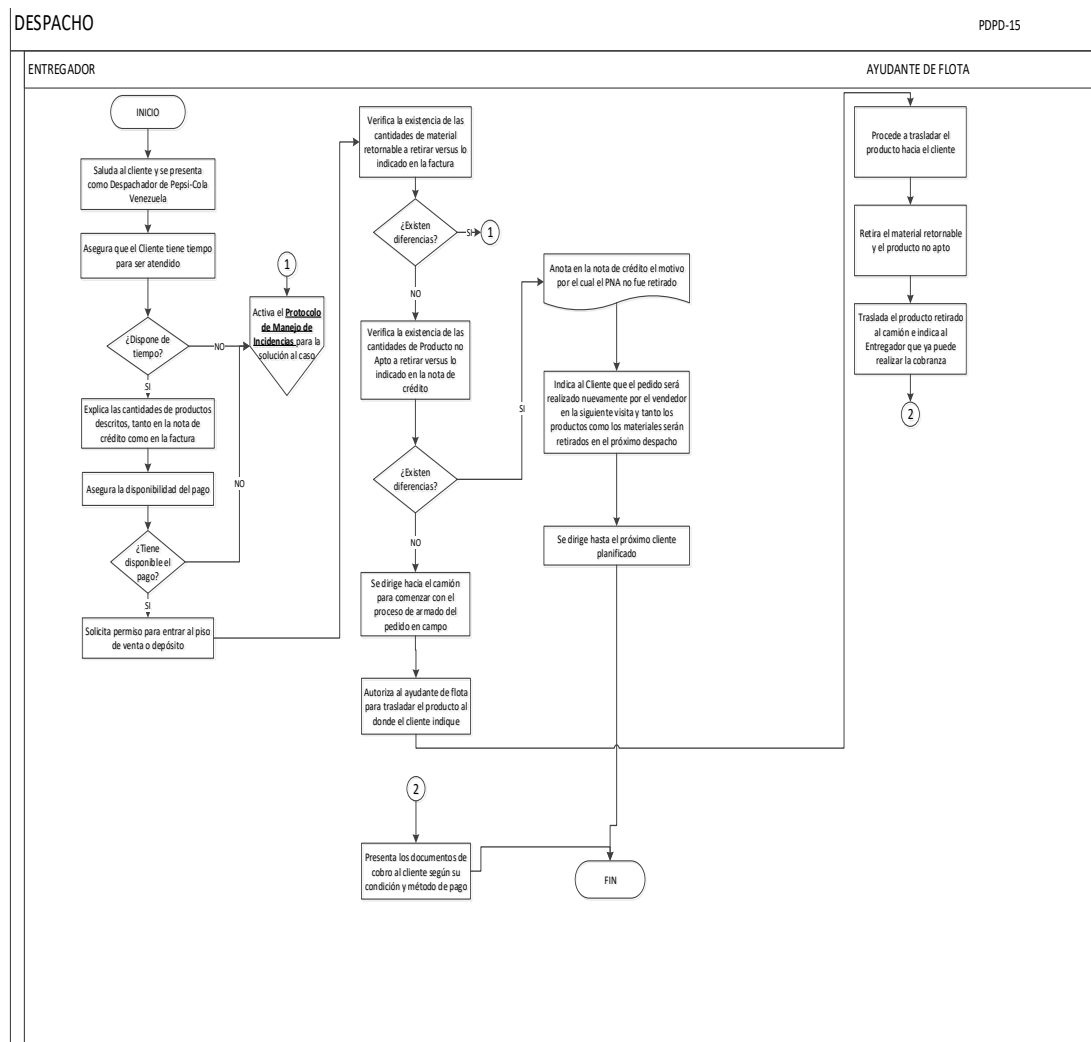 DESPACHO
PDPD-15
ENTREGADOR
AYUDANTE DE FLOTA
INICIO
Saluda al cliente y se presenta
como Despachador de Pepsi-Cola
Venezuela
Asegura que el Cliente tiene tiempo
para ser atendido
¿Dispone de
tiempo?
NO
SI
1
Activa el Protocolo
de Manejo de
Incidencias para la
solución al caso
Explica las cantidades de productos
descritos, tanto en la nota de
crédito como en la factura
Asegura la disponibilidad del pago
NO
¿Tiene
disponible el
pago?
SI
Solicita permiso para entrar al piso
de venta o depósito
Verifica la existencia de las
cantidades de material
retornable a retirar versus lo
indicado en la factura
¿Existen
diferencias?
SI
1
NO
Verifica la existencia de las
cantidades de Producto no
Apto a retirar versus lo
indicado en la nota de
crédito
¿Existen
diferencias?
SI
NO
Se dirige hacia el camión
para comenzar con el
proceso de armado del
pedido en campo
Autoriza al ayudante de flota
para trasladar el producto al
donde el cliente indique
2
Presenta los documentos de
cobro al cliente según su
condición y método de pago
Anota en la nota de crédito el motivo
por el cual el PNA no fue retirado
Indica al Cliente que el pedido será
realizado nuevamente por el vendedor
en la siguiente visita y tanto los
productos como los materiales serán
retirados en el próximo despacho
Se dirige hasta el próximo cliente
planificado
FIN
Procede a trasladar el
producto hacia el cliente
Retira el material retornable
y el producto no apto
Traslada el producto retirado
al camión e indica al
Entregador que ya puede
realizar la cobranza
2